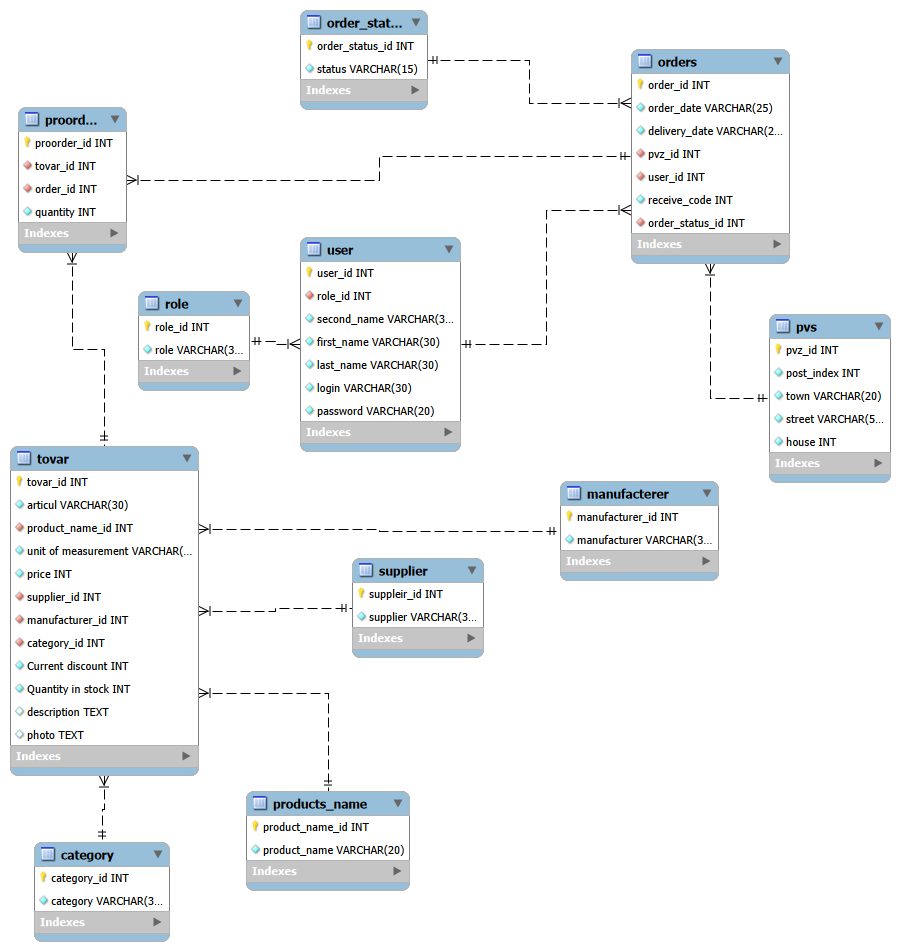 order_stat...
order_status_id INT
status VARCHAR(15)
Indexes
orders
order_id INT
order_date VARCHAR(25)
delivery_date VARCHAR(2...
pvz_id INT
user_id INT
receive_code INT
order_status_id INT
Indexes
proord...
proorder_id INT
tovar_id INT
order_id INT
quantity INT
Indexes
user
user_id INT
role_id INT
second_name VARCHAR(3...
first_name VARCHAR(30)
last_name VARCHAR(30)
login VARCHAR(30)
password VARCHAR(20)
Indexes
role
role_id INT
role VARCHAR(3...
Indexes
pvs
pvz_id INT
post_index INT
town VARCHAR(20)
street VARCHAR(5...
house INT
Indexes
tovar
tovar_id INT
articul VARCHAR(30)
product_name_id INT
unit of measurement VARCHAR(...
price INT
supplier_id INT
manufacturer_id INT
category_id INT
Current discount INT
Quantity in stock INT
description TEXT
photo TEXT
Indexes
manufacterer
manufacturer_id INT
manufacturer VARCHAR(3...
Indexes
supplier
suppleir_id INT
supplier VARCHAR(3...
Indexes
products_name
product_name_id INT
product_name VARCHAR(20)
Indexes
category
category_id INT
category VARCHAR(3...
Indexes